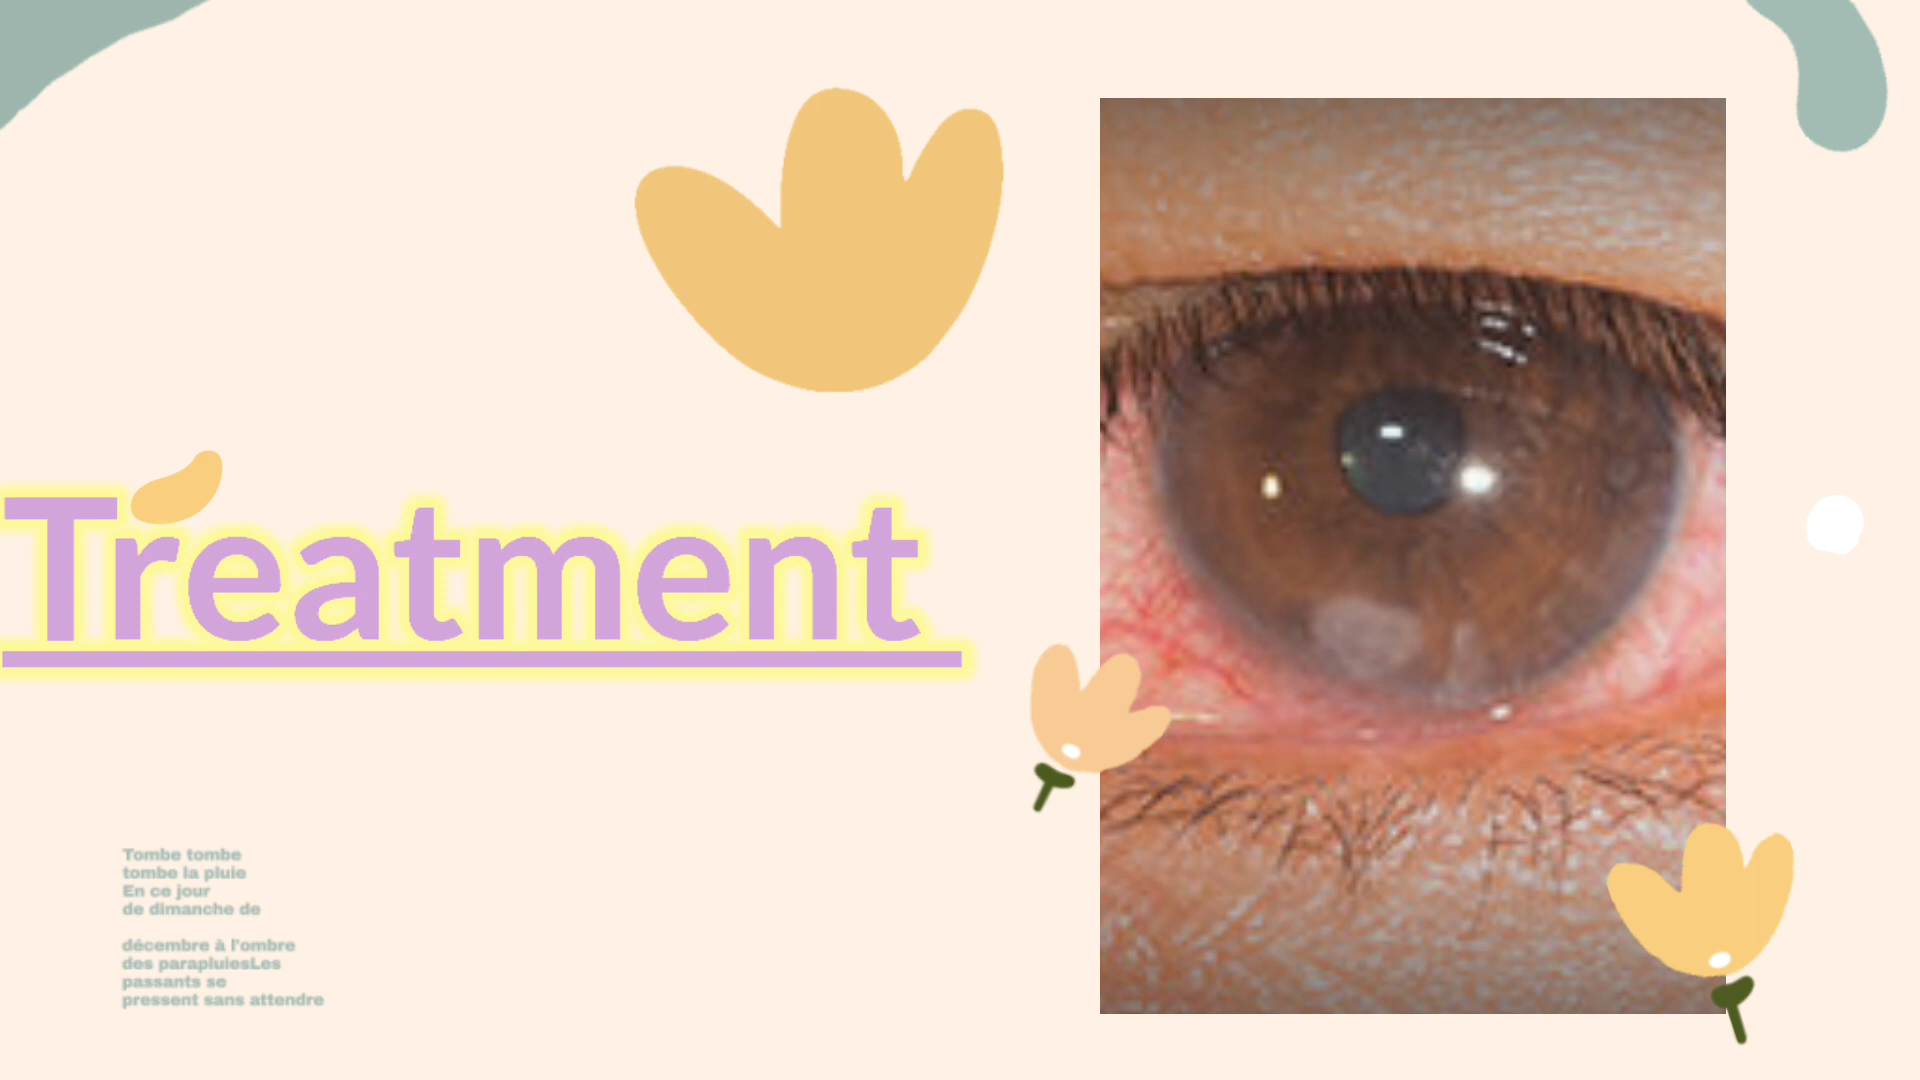 Treatment
Tombe tombe
tombe la pluie
En ce jour
de dimanche de
décembre à l'ombre
des parapluiesLes
passants se
pressent sans attendre